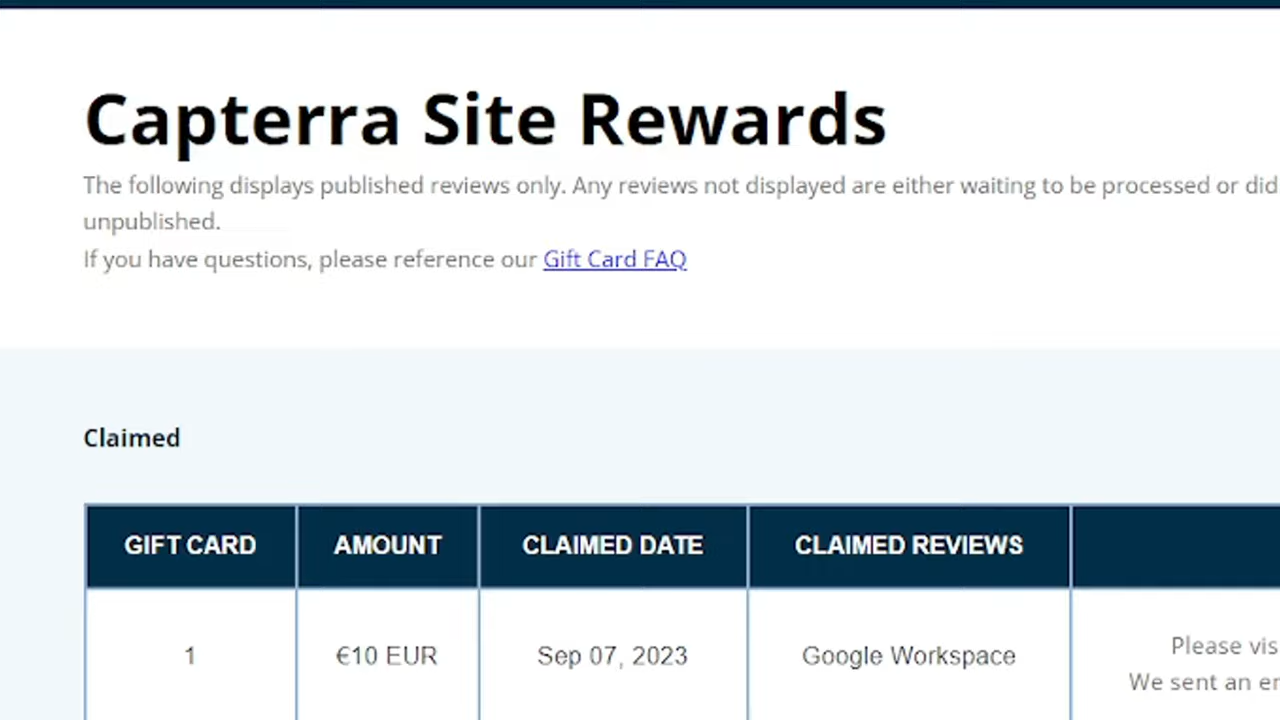 Capterra Site Rewards
The following displays published reviews only. Any reviews not displayed are either waiting to be processed or did
unpublished.
If you have questions, please reference our Gift Card FAQ
Claimed
GIFT CARD AMOUNT CLAIMED DATE CLAIMED REVIEWS
1 €10 EUR Sep 07, 2023 Google Workspace
Please vis
We sent an er